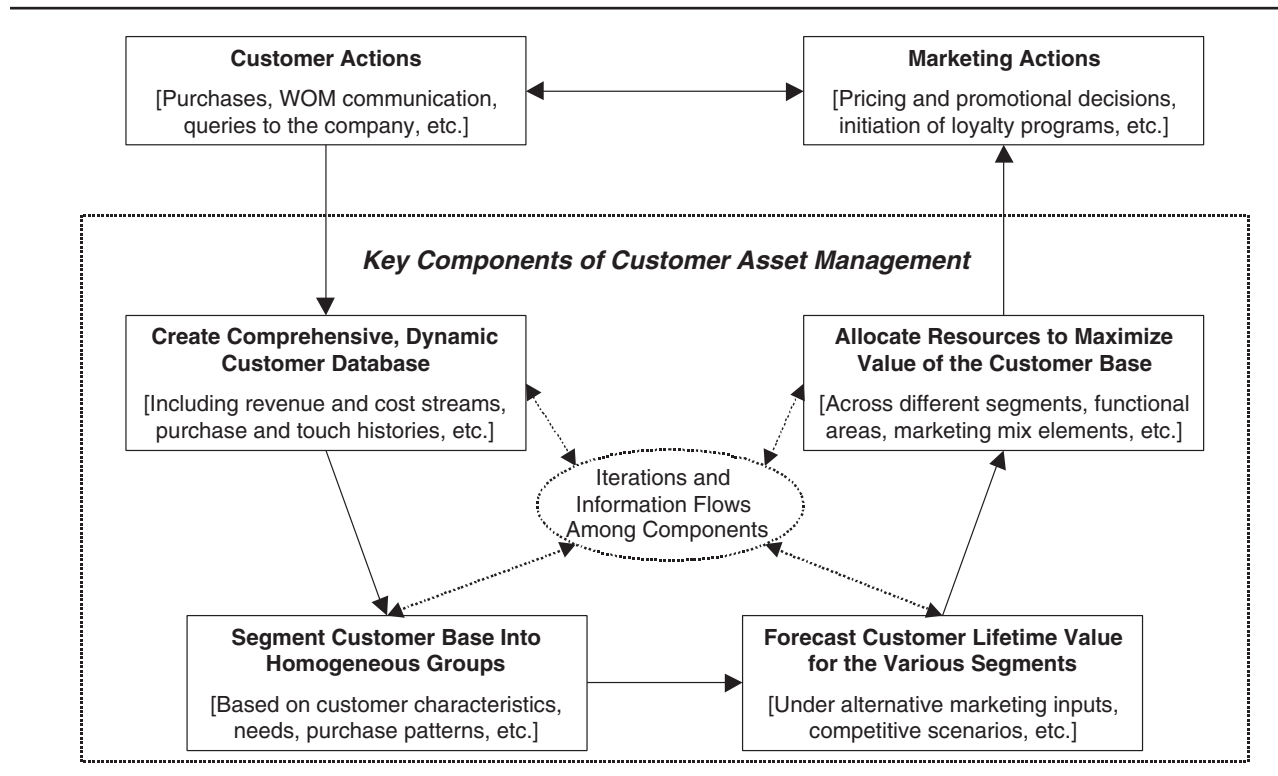 Customer Actions
[Purchases, WOM communication,
queries to the company, etc.]
Marketing Actions
[Pricing and promotional decisions,
initiation of loyalty programs, etc.]
Key Components of Customer Asset Management
Create Comprehensive, Dynamic
Customer Database
[Including revenue and cost streams,
purchase and touch histories, etc.]
Allocate Resources to Maximize
Value of the Customer Base
[Across different segments, functional
areas, marketing mix elements, etc.]
Iterations and
Information Flows
Among Components
Segment Customer Base Into
Homogeneous Groups
[Based on customer characteristics,
needs, purchase patterns, etc.]
Forecast Customer Lifetime Value
for the Various Segments
[Under alternative marketing inputs,
competitive scenarios, etc.]